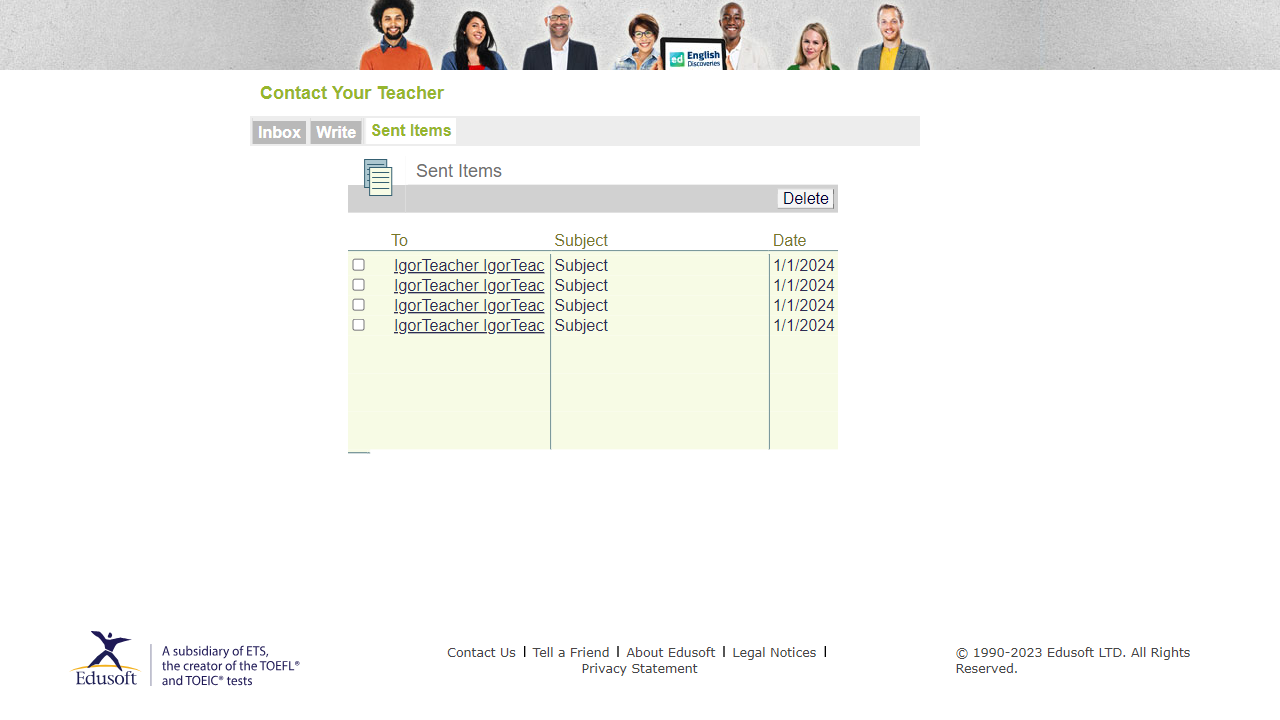 ed English
Discoveries
Contact Your Teacher
Inbox Write Sent Items
Sent Items
Delete
To Subject Date
IgorTeacher IgorTeac Subject 1/1/2024
IgorTeacher IgorTeac Subject 1/1/2024
IgorTeacher IgorTeac Subject 1/1/2024
IgorTeacher IgorTeac Subject 1/1/2024
Edusoft
A subsidiary of ETS,
the creator of the TOEFL®
and TOEIC® tests
Contact Us | Tell a Friend | About Edusoft | Legal Notices |
Privacy Statement
© 1990-2023 Edusoft LTD. All Rights
Reserved.